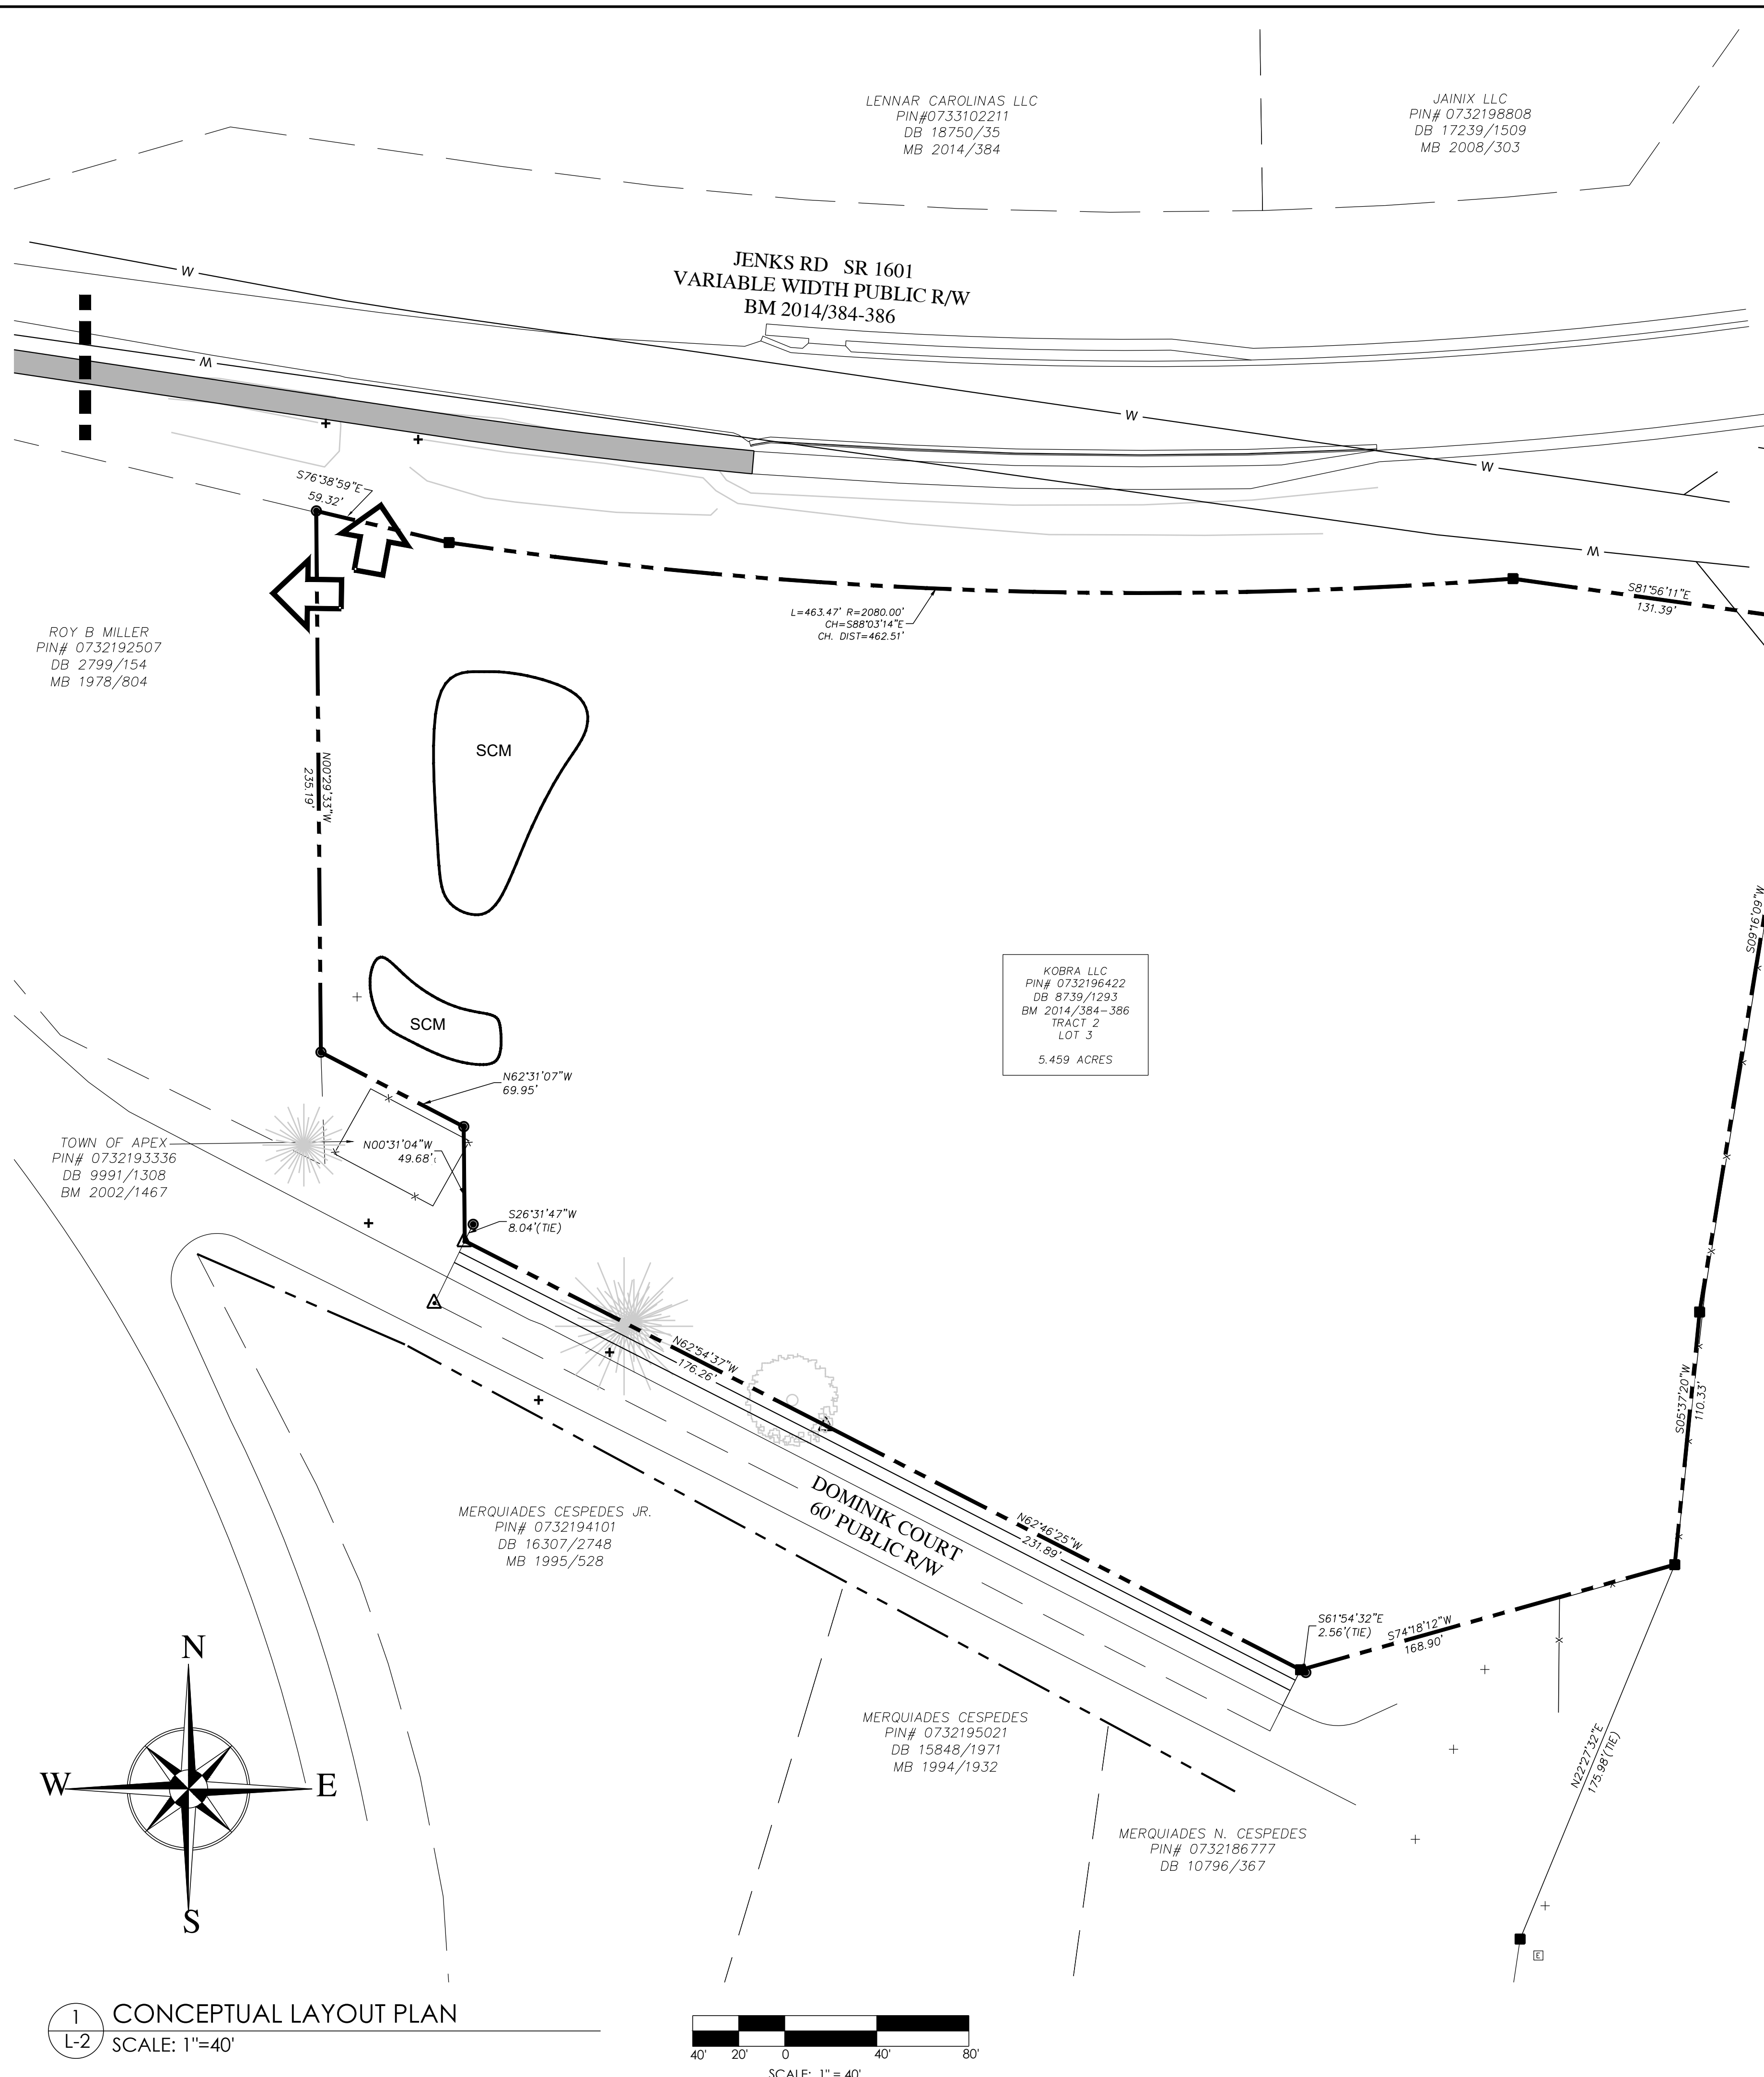 LENNAR CAROLINAS LLC
PIN#0733102211
DB 18750/35
MB 2014/384
JAINIX LLC
PIN# 0732198808
DB 17239/1509
MB 2008/303
JENKS RD SR 1601
VARIABLE WIDTH PUBLIC R/W
BM 2014/384-386
W
W
W
W
W
S76°38'59"E
59.32'
L=463.47' R=2080.00'
CH=S88°03'14"E
CH. DIST=462.51'
S81°56'11"E
131.39'
ROY B MILLER
PIN# 0732192507
DB 2799/154
MB 1978/804
SCM
N00°29'33"W
235.19'
S09°16'09"W
KOBRA LLC
PIN# 0732196422
DB 8739/1293
BM 2014/384-386
TRACT 2
LOT 3
5.459 ACRES
SCM
N62°31'07"W
69.95'
TOWN OF APEX
PIN# 0732193336
DB 9991/1308
BM 2002/1467
N00°31'04"W
49.68'
S26°31'47"W
8.04'(TIE)
N62°54'37"W
176.26'
S05°37'20"W
110.33'
MERQUIADES CESPEDES JR.
PIN# 0732194101
DB 16307/2748
MB 1995/528
DOMINIK COURT
60' PUBLIC R/W
N62°46'25"W
231.89'
S61°54'32"E
2.56'(TIE)
S74°18'12"W
168.90'
MERQUIADES CESPEDES
PIN# 0732195021
DB 15848/1971
MB 1994/1932
N22°27'32"E
175.98'(TIE)
MERQUIADES N. CESPEDES
PIN# 0732186777
DB 10796/367
N
W
E
S
E
1
L-2
CONCEPTUAL LAYOUT PLAN
SCALE: 1"=40'
40' 20' 0 40' 80'
SCALE: 1" = 40'